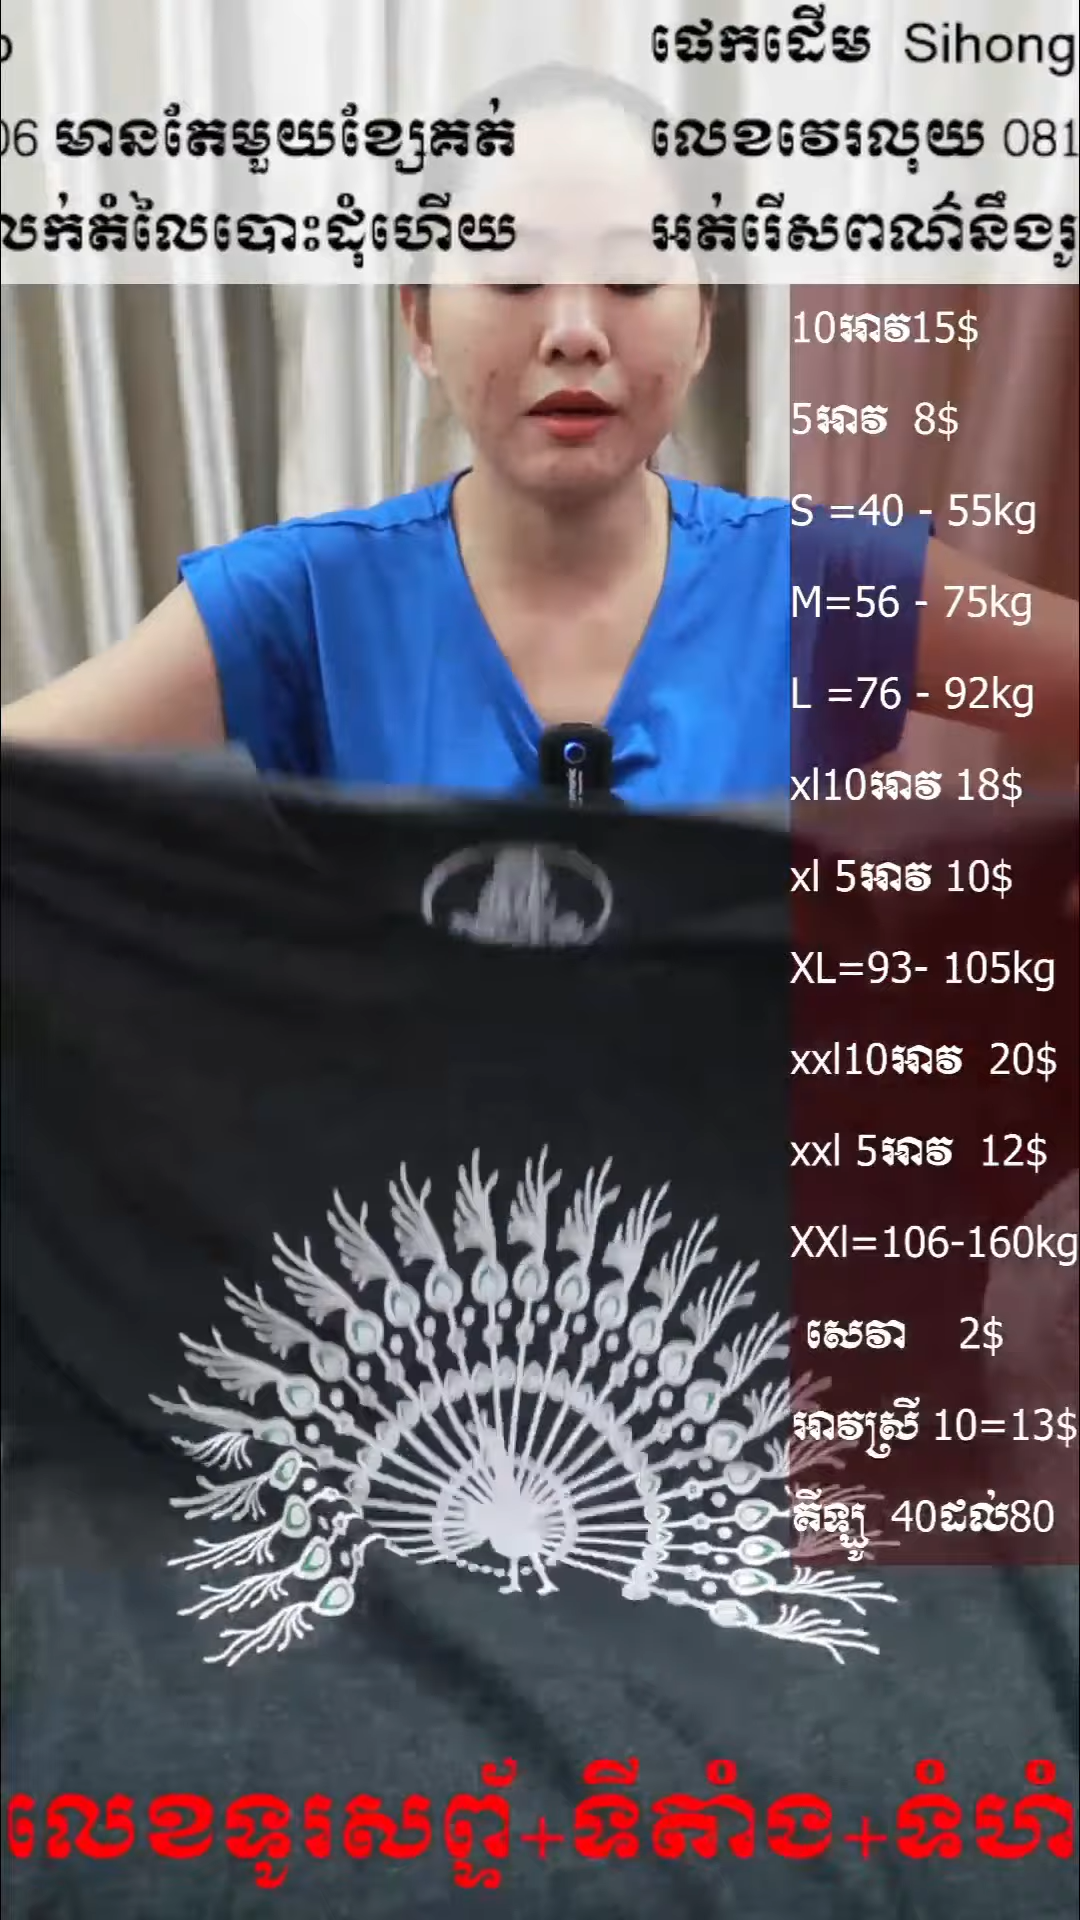 ផេកដើម Sihong
06 មានតែមួយខ្សែគត់ លេខវេរលុយ 081
លក់តំលៃបោះដុំហើយ អត់រើសពណ៌នឹងរូ
10អាវ15$
5អាវ 8$
S =40 - 55kg
M=56 - 75kg
L =76 - 92kg
xl10អាវ 18$
xl 5អាវ 10$
XL=93- 105kg
xxl10អាវ 20$
xxl 5អាវ 12$
XXl=106-160kg
សេវា 2$
អាវស្រី 10=13$
គីឡូ 40ដល់80
លេខទូរសព្ទ័+ទីតាំង+ទំហំ